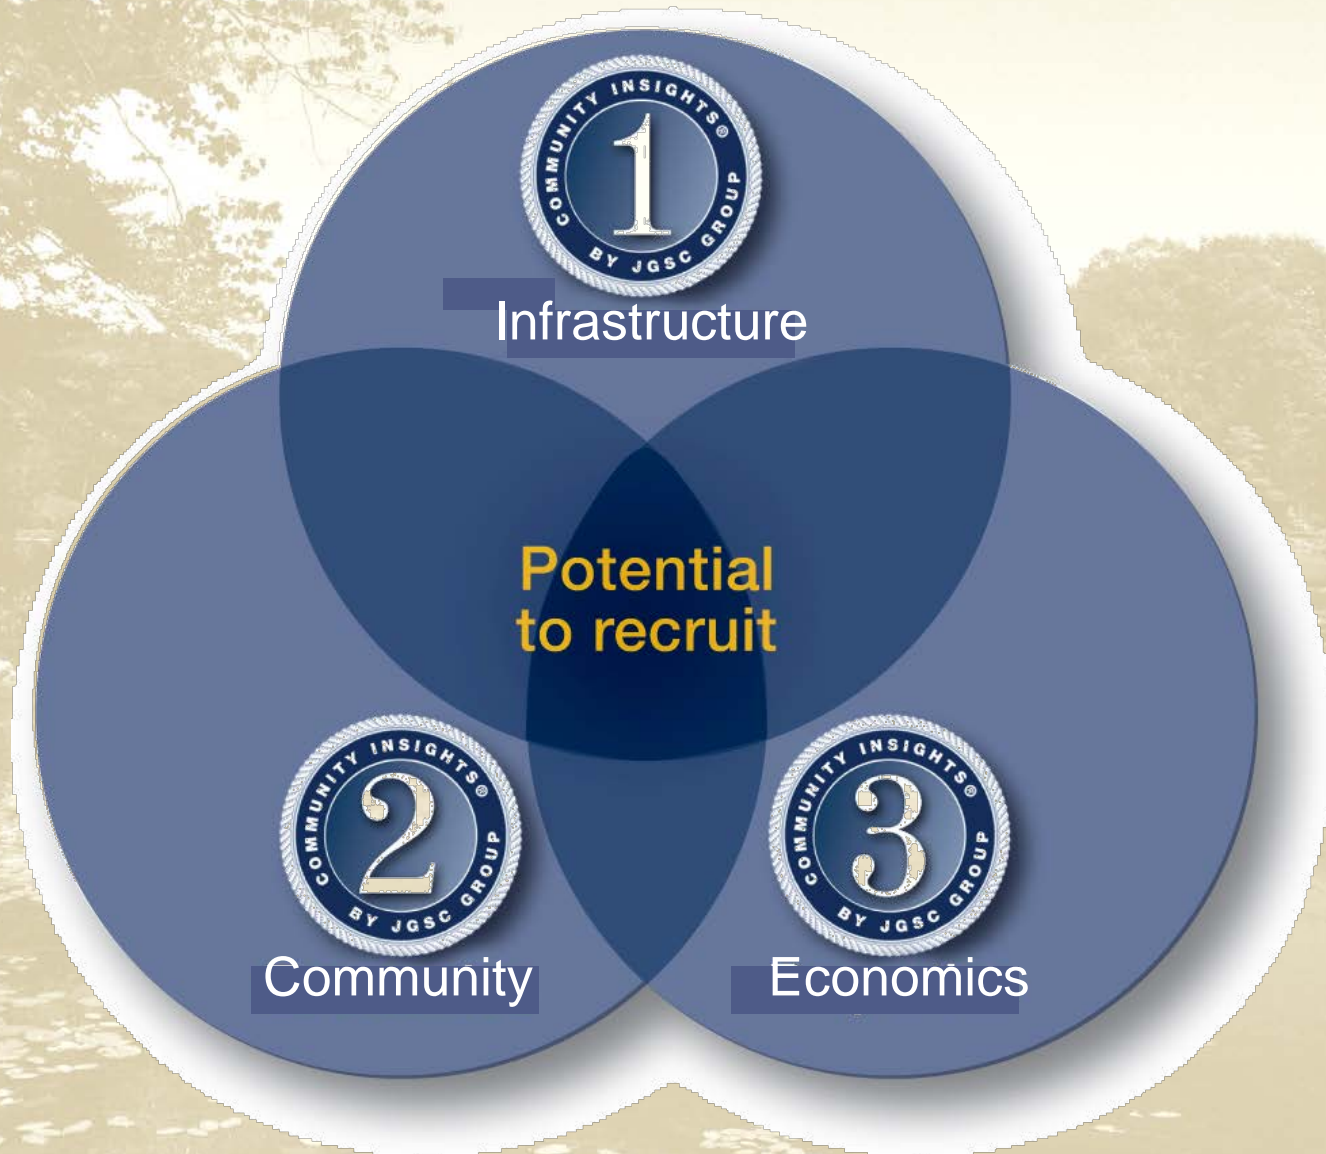 COMMUNITY INSIGHTS®
1
BY JGSC GROUP
Infrastructure
Potential
to recruit
COMMUNITY INSIGHTS®
2
BY JGSC GROUP
Community
COMMUNITY INSIGHTS®
3
BY JGSC GROUP
Economics